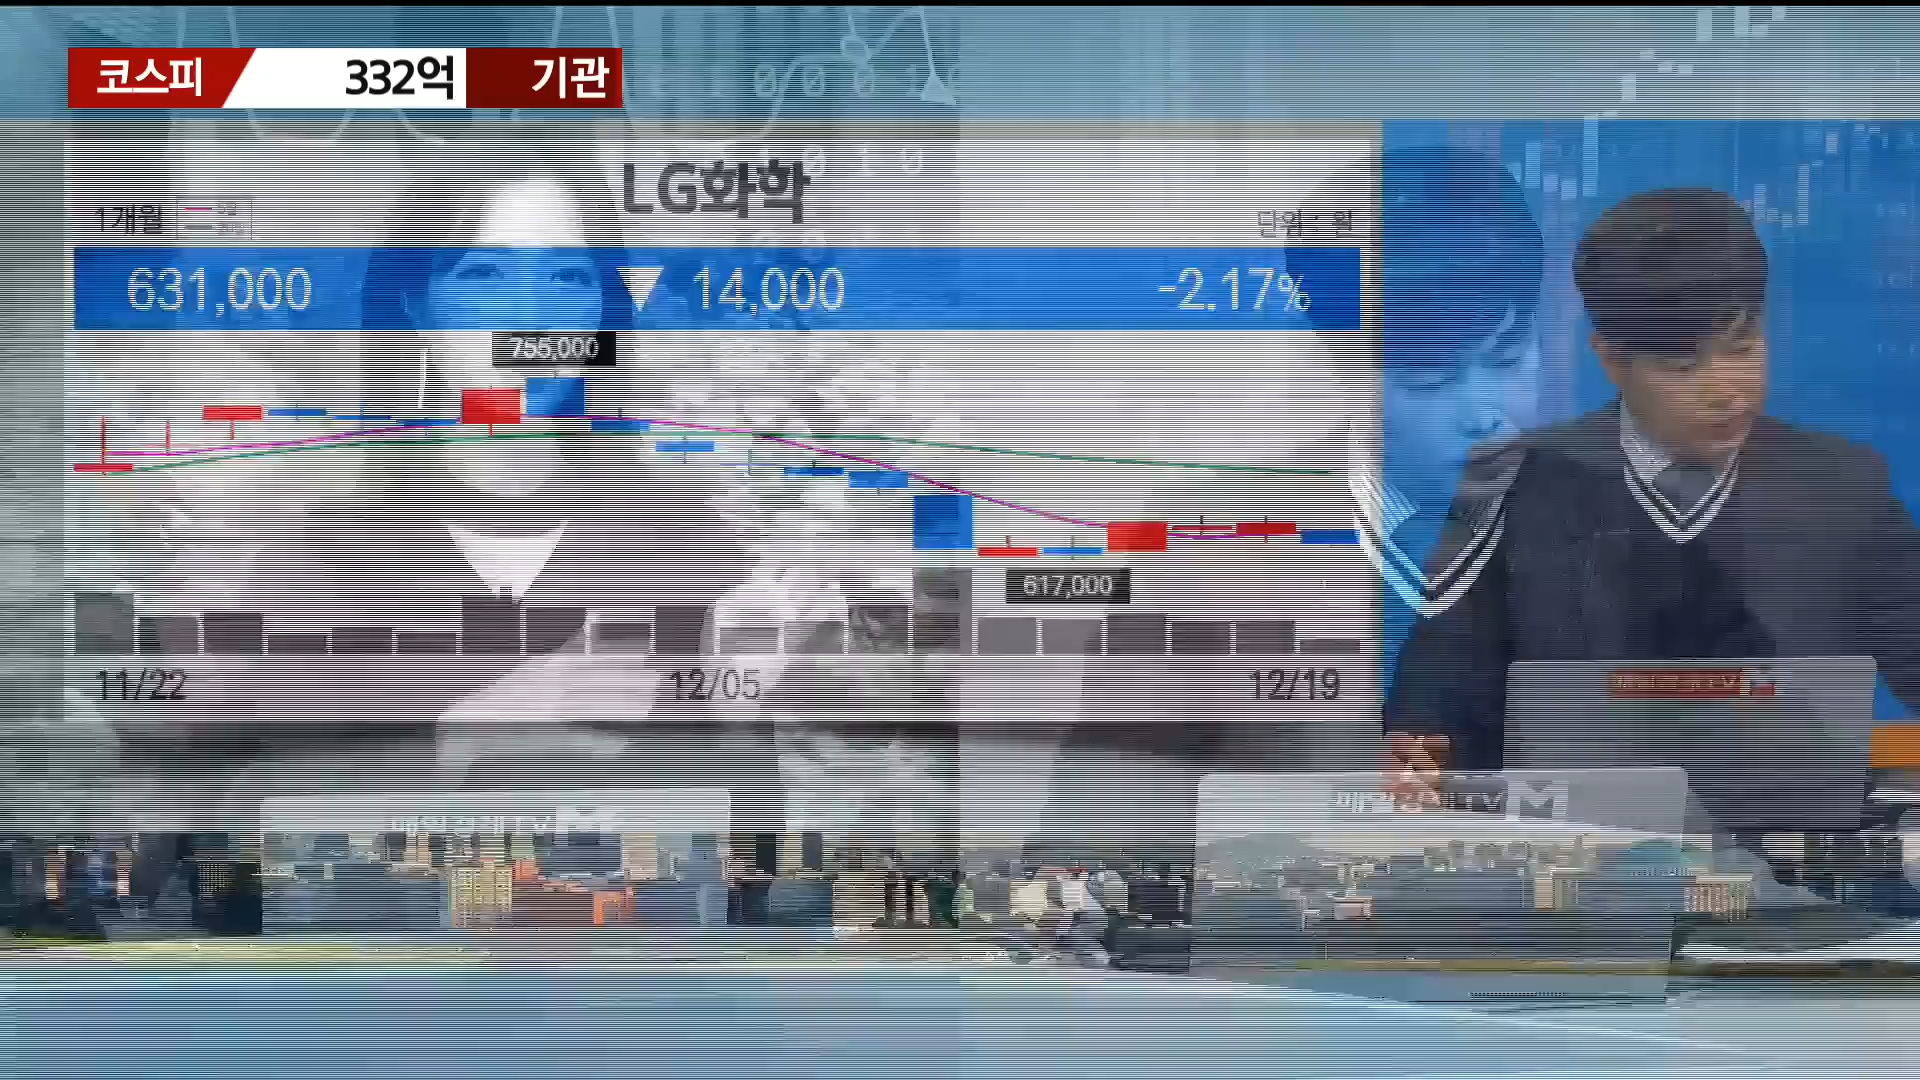 코스피 332억 기관
LG화학
1개월
단위 : 원
631,000 ▼ 14,000 -2.17%
755,000
617,000
11/22 12/05 12/19